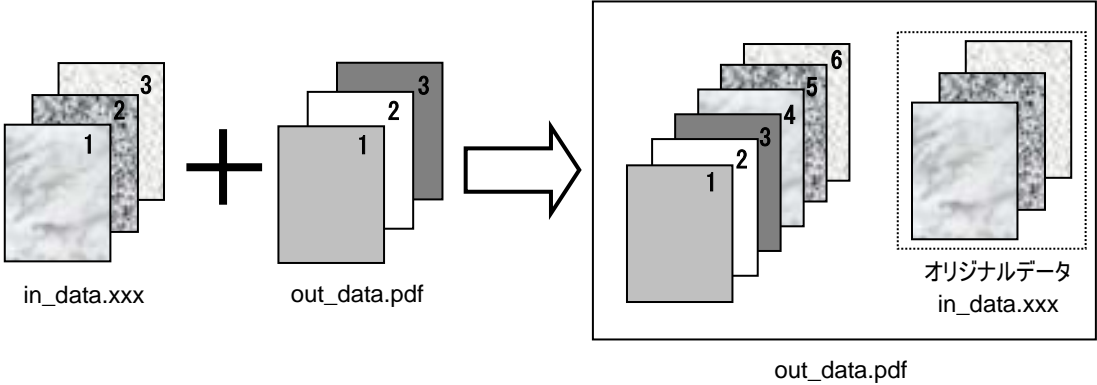 3
2
1
in_data.xxx
3
2
1
out_data.pdf
6
5
4
3
2
1
オリジナルデータ
in_data.xxx
out_data.pdf